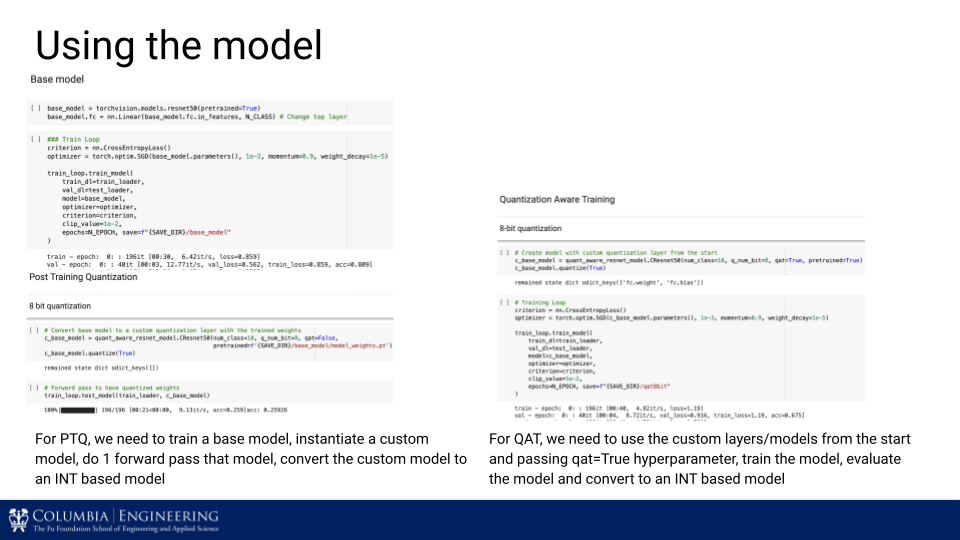 Using the model
Base model
[ ] base_model = torchvision.models.resnet50(pretrained=True)
base_model.fc = nn.Linear(base_model.fc.in_features, N_CLASS) # Change top layer
[ ] ### Train Loop
criterion = nn.CrossEntropyLoss()
optimizer = torch.optim.SGD(base_model.parameters(), 1e-2, momentum=0.9, weight_decay=1e-5)
train_loop.train_model(
train_dl=train_loader,
val_dl=test_loader,
model=base_model,
optimizer=optimizer,
criterion=criterion,
clip_value=1e-2,
epochs=N_EPOCH, save=f"{SAVE_DIR}/base_model"
)
train - epoch: 0: : 196it [00:30, 6.42it/s, loss=0.859]
val - epoch: 0: : 40it [00:03, 12.77it/s, val_loss=0.562, train_loss=0.859, acc=0.809]
Post Training Quantization
8 bit quantization
[ ] # Convert base model to a custom quantization layer with the trained weights
c_base_model = quant_aware_resnet_model.CResnet50(num_class=10, q_num_bit=8, qat=False,
pretrained=f'{SAVE_DIR}/base_model/model_weights.pt')
c_base_model.quantize(True)
remained state dict odict_keys([])
[ ] # Forward pass to have quantized weights
train_loop.test_model(train_loader, c_base_model)
100%| 196/196 [00:21<00:00, 9.13it/s, acc=0.259]acc: 0.25926
For PTQ, we need to train a base model, instantiate a custom
model, do 1 forward pass that model, convert the custom model to
an INT based model
Quantization Aware Training
8-bit quantization
[ ] # Create model with custom quantization layer from the start
c_base_model = quant_aware_resnet_model.CResnet50(num_class=10, q_num_bit=8, qat=True, pretrained=True)
c_base_model.quantize(True)
remained state dict odict_keys(['fc.weight', 'fc.bias'])
[ ] # Training Loop
criterion = nn.CrossEntropyLoss()
optimizer = torch.optim.SGD(c_base_model.parameters(), 1e-3, momentum=0.9, weight_decay=1e-5)
train_loop.train_model(
train_dl=train_loader,
val_dl=test_loader,
model=c_base_model,
optimizer=optimizer,
criterion=criterion,
clip_value=1e-2,
epochs=N_EPOCH, save=f"{SAVE_DIR}/qat8bit"
)
train - epoch: 0: : 196it [00:40, 4.82it/s, loss=1.19]
val - epoch: 0: : 40it [00:04, 8.72it/s, val_loss=0.916, train_loss=1.19, acc=0.675]
For QAT, we need to use the custom layers/models from the start
and passing qat=True hyperparameter, train the model, evaluate
the model and convert to an INT based model
COLUMBIA | ENGINEERING
The Fu Foundation School of Engineering and Applied Science